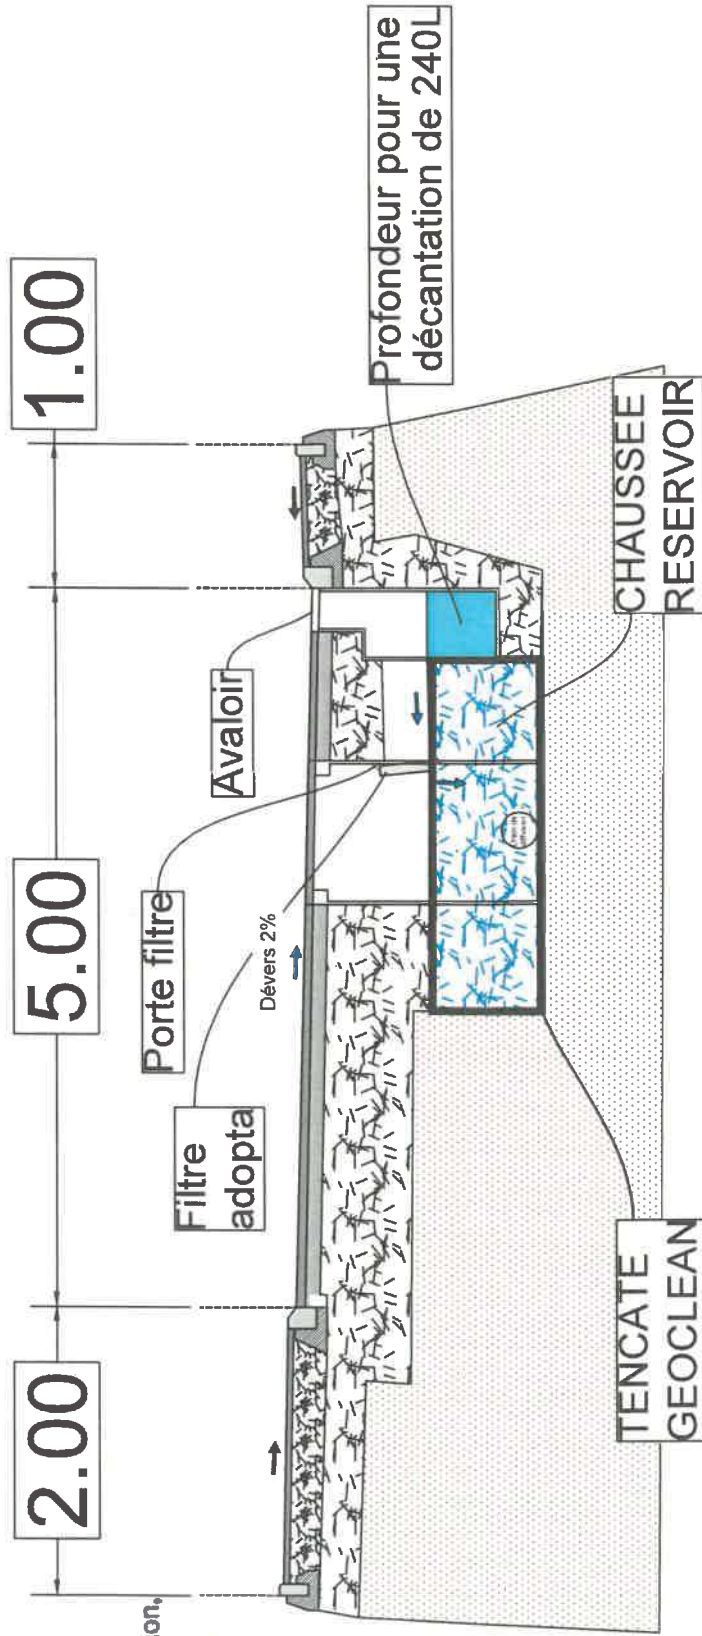 2.00
5.00
1.00
Filtre
adopta
Porte filtre
Avaloir
Dévers 2%
Profondeur pour une
décantation de 240L
TENCATE
GEOCLEAN
CHAUSSEE
RESERVOIR
on,